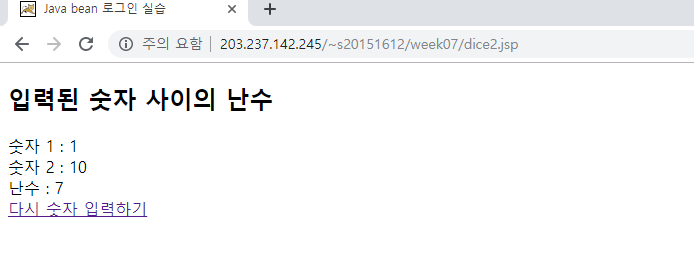 Java bean 로그인 실습
주의 요함 | 203.237.142.245/~s20151612/week07/dice2.jsp
입력된 숫자 사이의 난수
숫자 1 : 1
숫자 2 : 10
난수 : 7
다시 숫자 입력하기